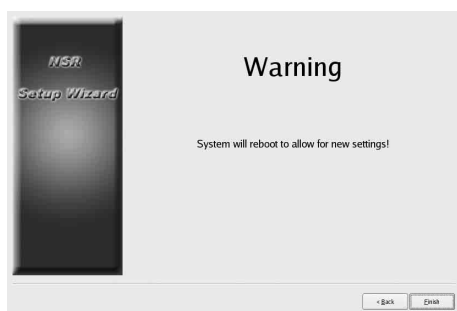 NSR
Setup Wizard
Warning
System will reboot to allow for new settings!
< Back
Finish